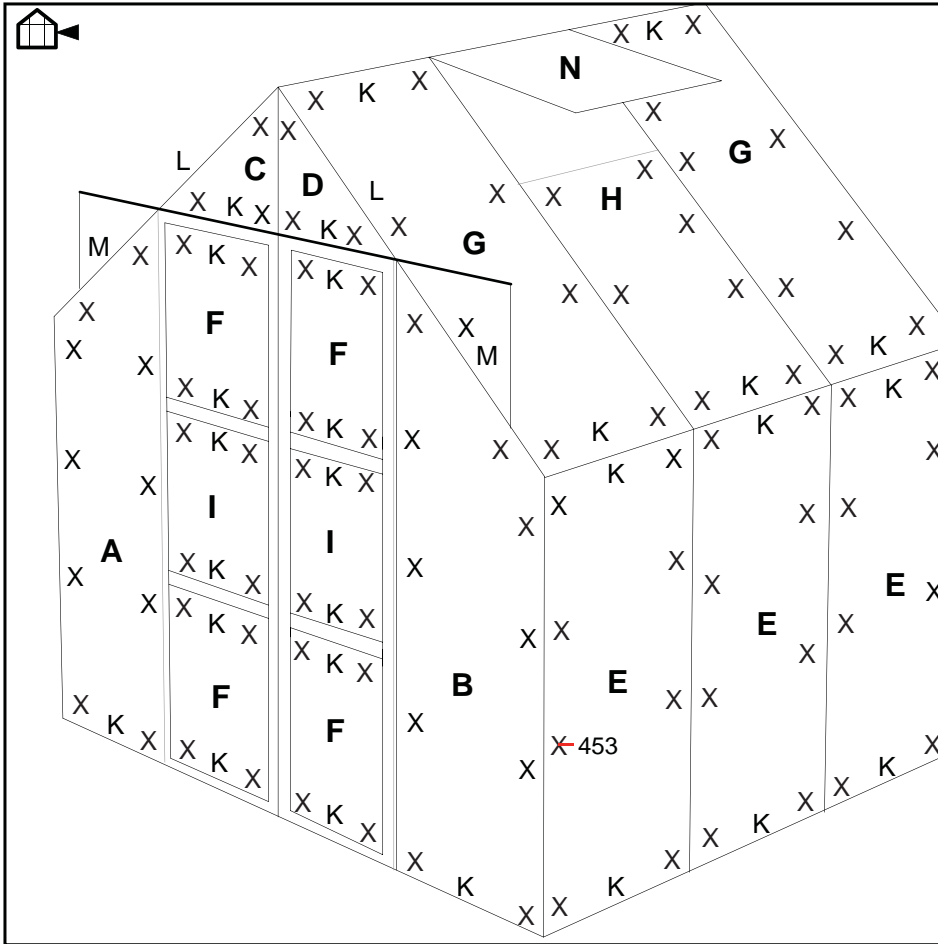 X K X
N
X K X
X
X X
X
X G
L C D L X X H X
X K X
X K X
X G X X
M X
X K X
X K X
X X X X
X F X X
X F M
X K X
X X K X
X K X
X K X
X K X
X X K X
X K X
X K X
X X
X X K X
X K X
X I X X X
X X
A I X X
X K X
X X E X
X X K X
X K X
X X E X
X K X
X
F B E X X
X K X
F X
X K X
X 453
X K X
X
X K X
X K X
X K X
X K X